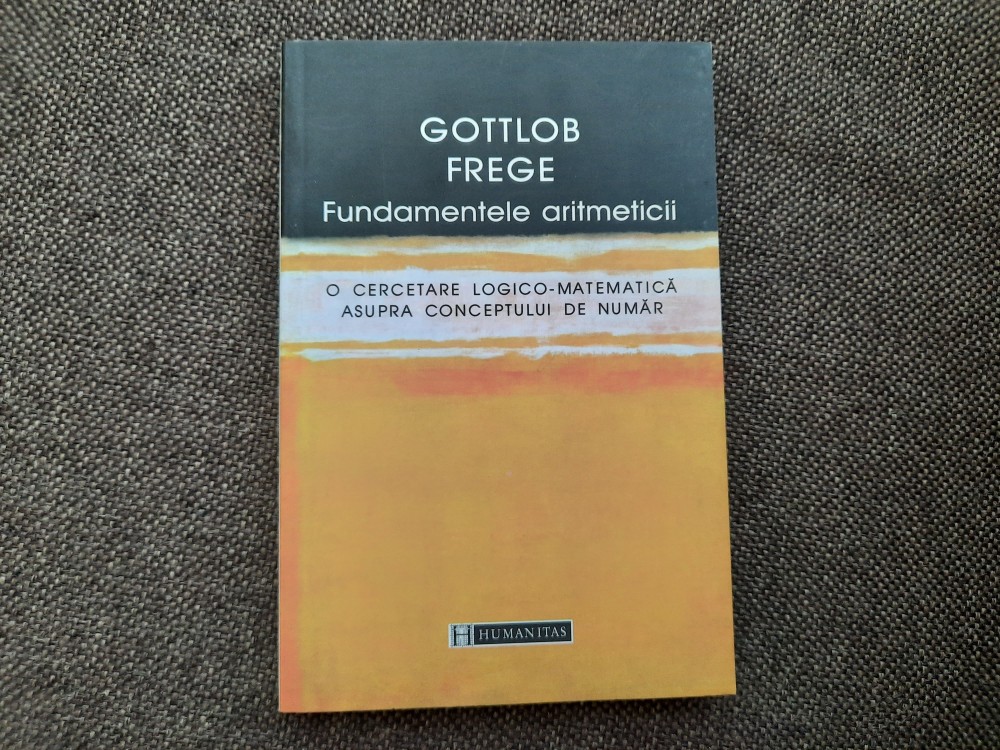 GOTTLOB
FREGE
Fundamentele aritmeticii
O CERCETARE LOGICO-MATEMATICĂ
ASUPRA CONCEPTULUI DE NUMĂR
HUMANITAS